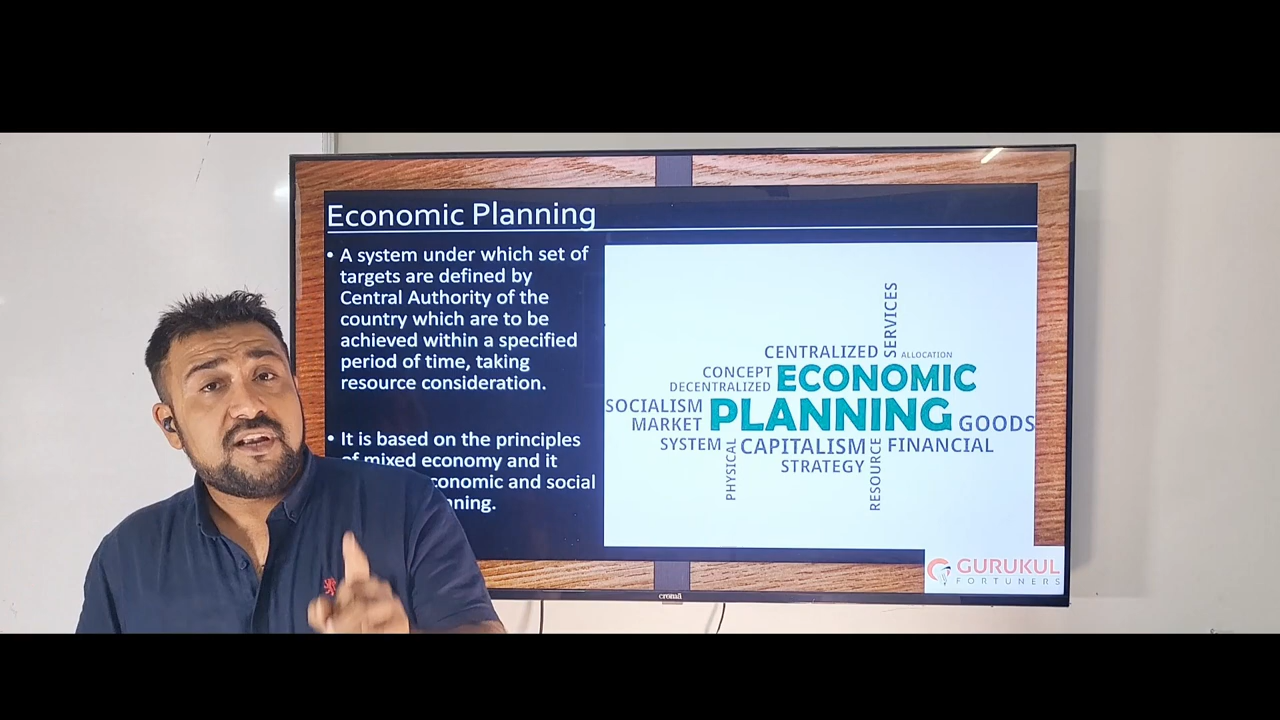 Economic Planning
• A system under which set of
targets are defined by
Central Authority of the
country which are to be
achieved within a specified
period of time, taking
resource consideration.
• It is based on the principles
of mixed economy and it
conomic and social
ning.
SERVICES
CENTRALIZED
ALLOCATION
CONCEPT
ECONOMIC
DECENTRALIZED
SOCIALISM
PLANNING
MARKET
GOODS
SYSTEM
PHYSICAL
CAPITALISM
RESOURCE
FINANCIAL
STRATEGY
GURUKUL
FORTUNERS
croma